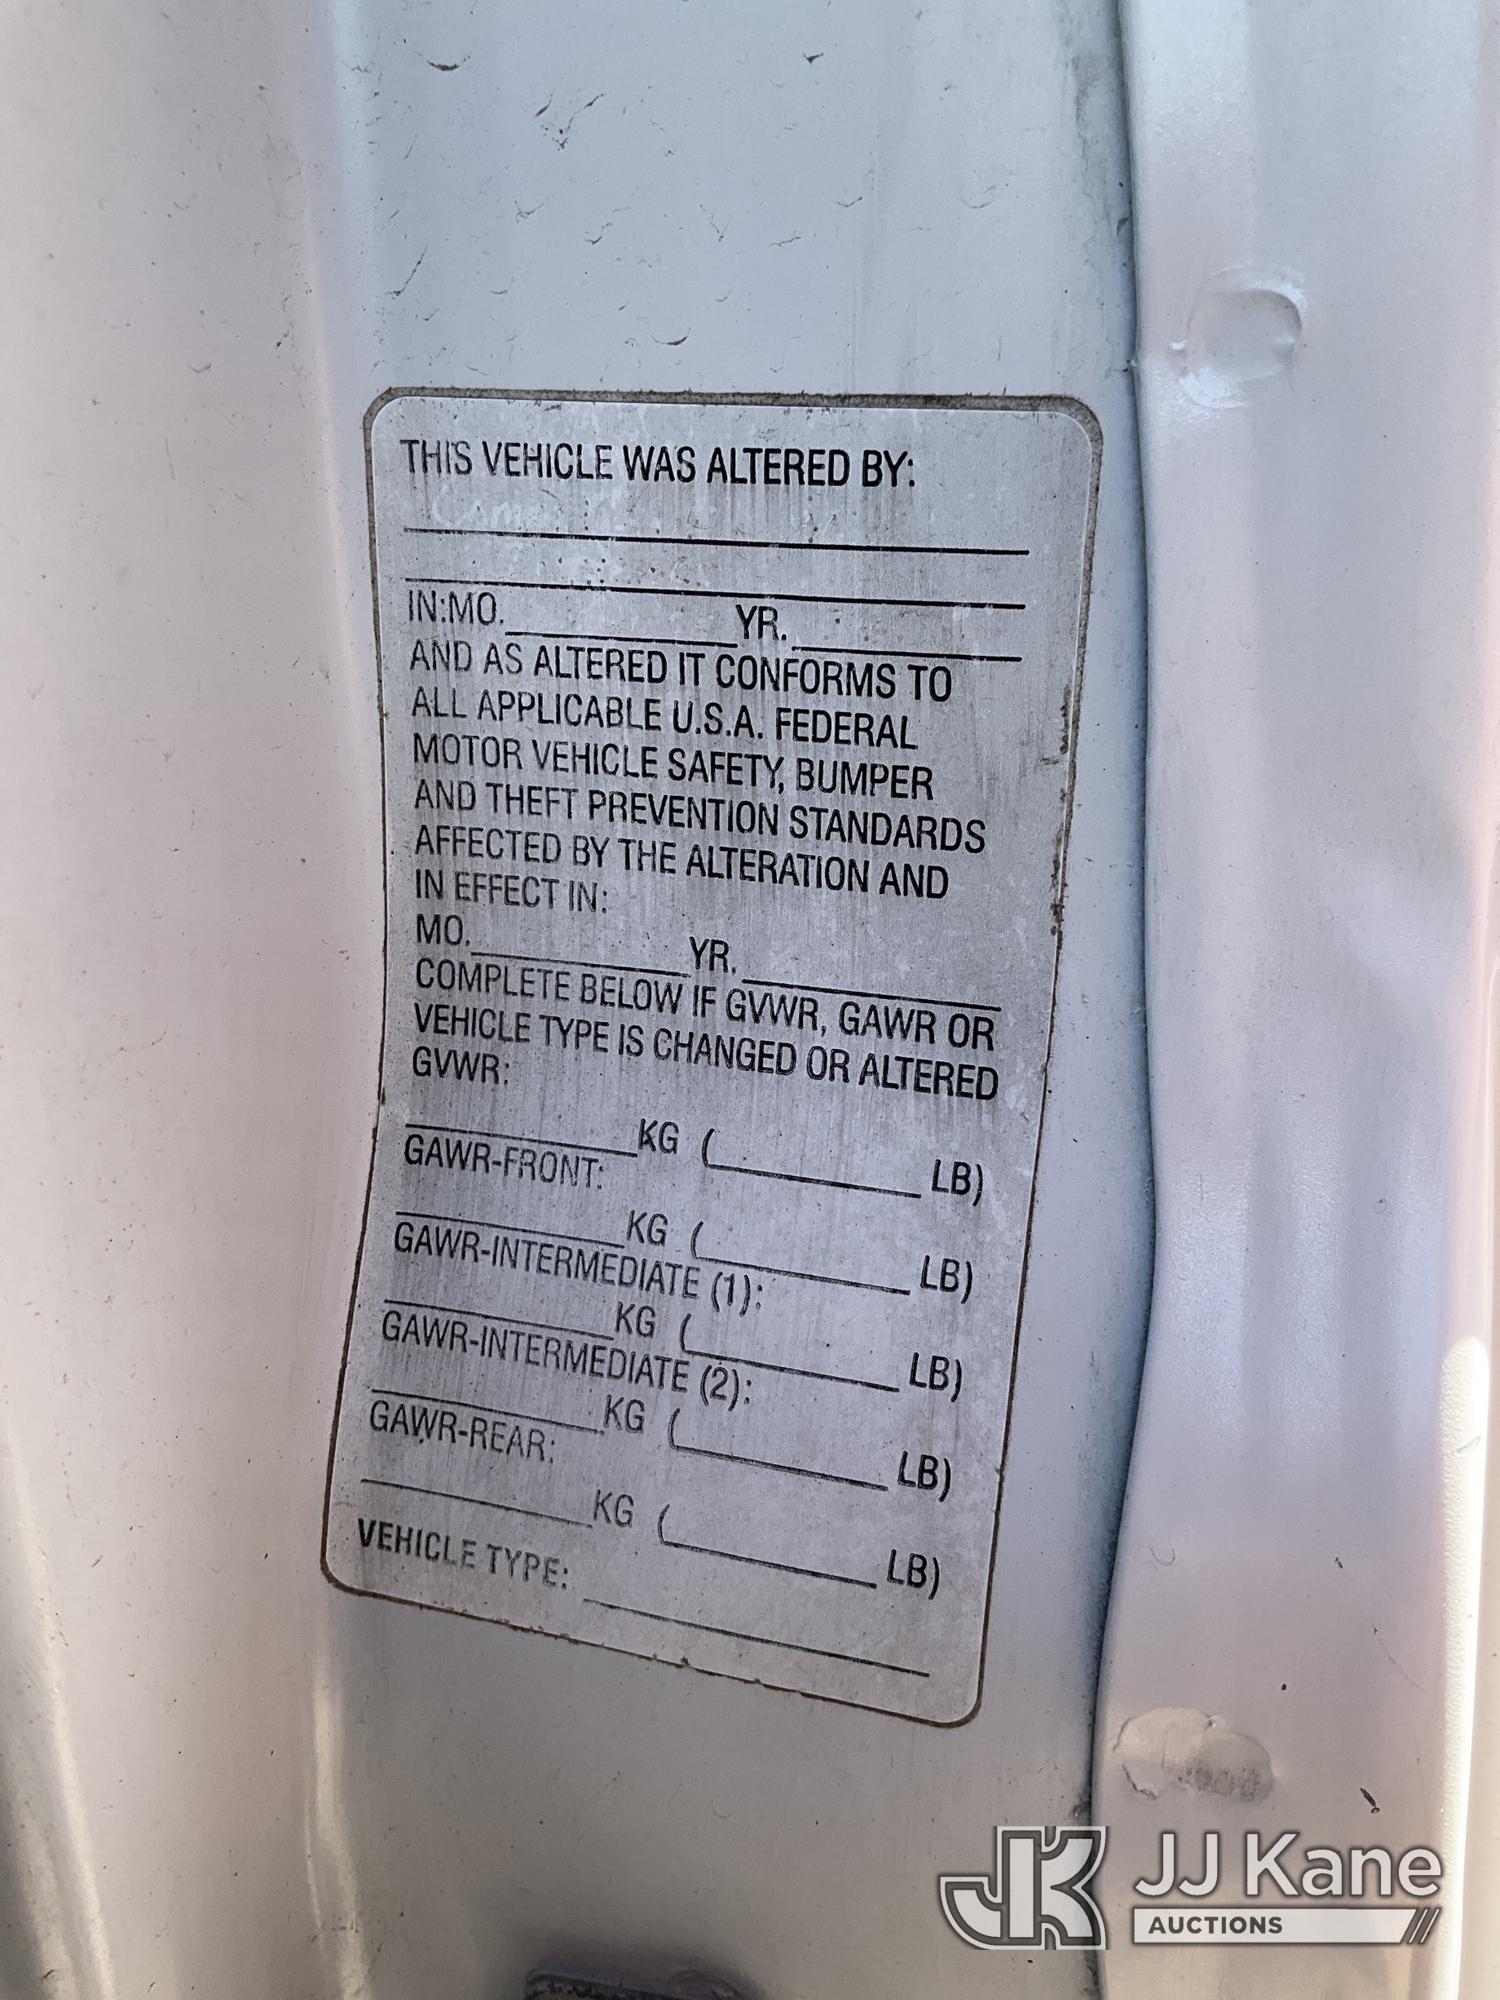 THIS VEHICLE WAS ALTERED BY:
IN:MO. YR.
AND AS ALTERED IT CONFORMS TO
ALL APPLICABLE U.S.A. FEDERAL
MOTOR VEHICLE SAFETY, BUMPER
AND THEFT PREVENTION STANDARDS
AFFECTED BY THE ALTERATION AND
IN EFFECT IN:
MO. YR.
COMPLETE BELOW IF GVWR, GAWR OR
VEHICLE TYPE IS CHANGED OR ALTERED
GVWR:
KG ( LB)
GAWR-FRONT:
KG ( LB)
GAWR-INTERMEDIATE (1):
KG ( LB)
GAWR-INTERMEDIATE (2):
KG ( LB)
GAWR-REAR:
KG ( LB)
VEHICLE TYPE:
JK JJ Kane
AUCTIONS